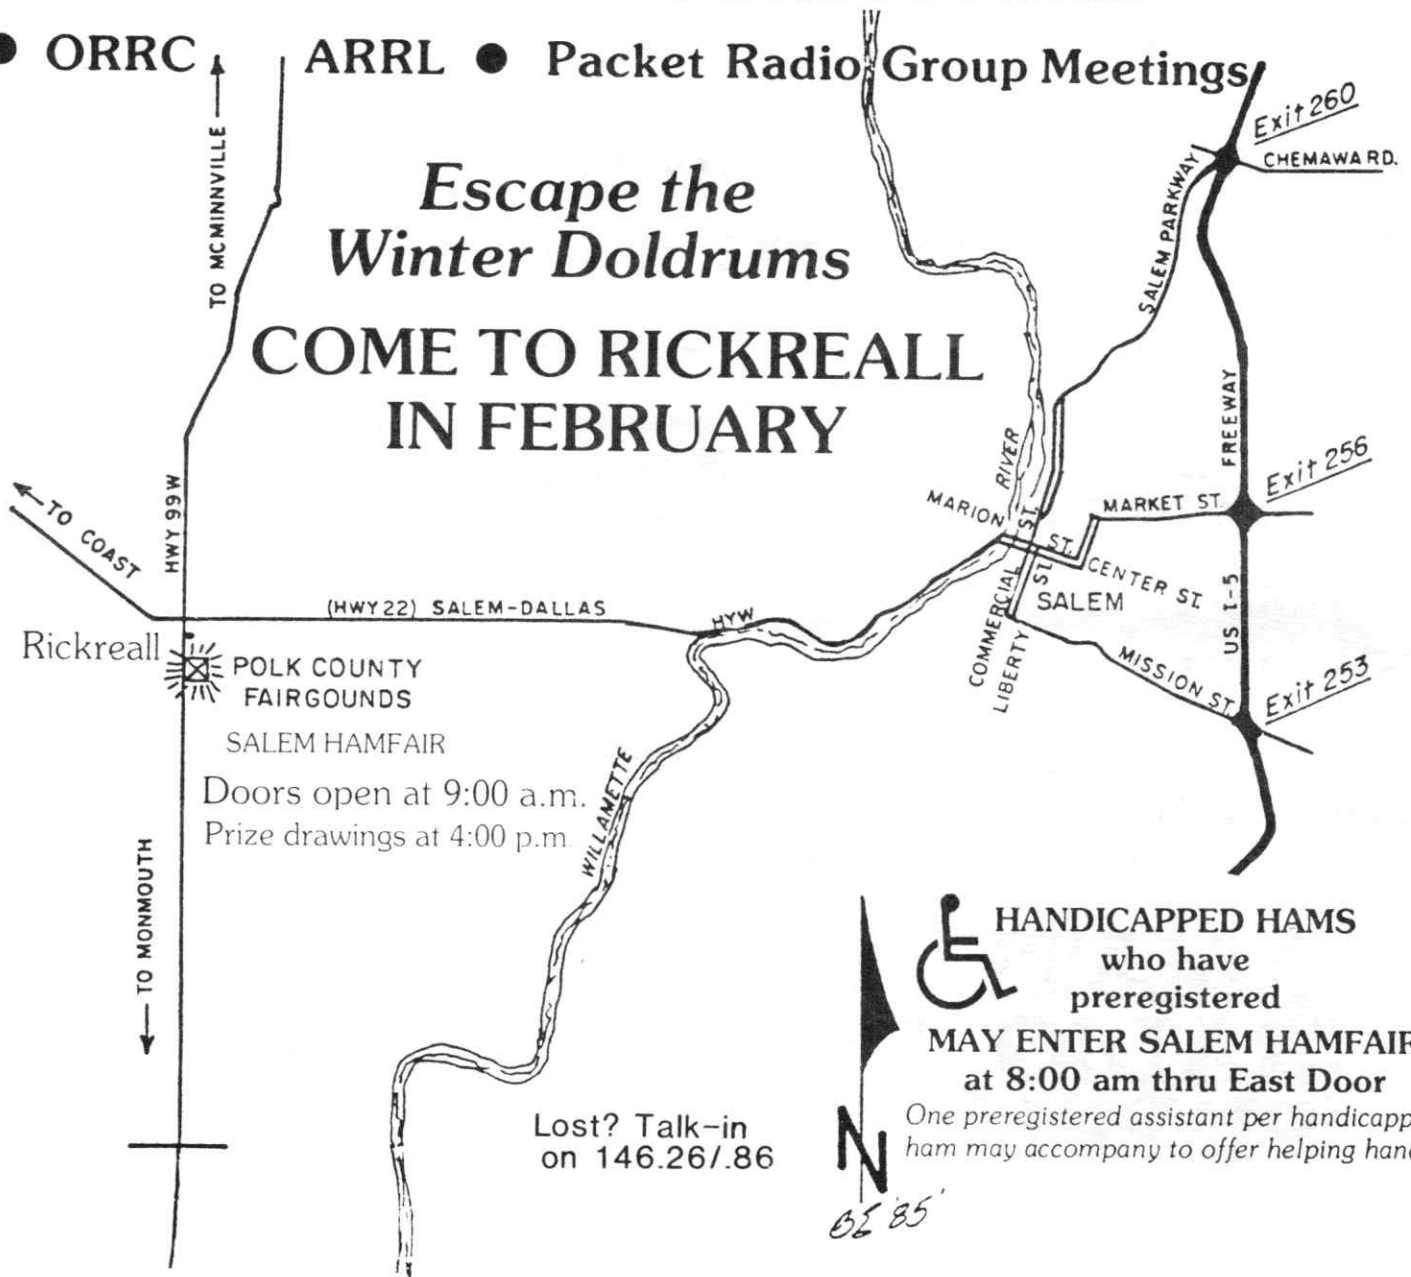 ● ORRC ARRL ● Packet Radio Group Meetings
Escape the
Winter Doldrums
COME TO RICKREALL
IN FEBRUARY
TO MCMINNVILLE
HWY 99W
TO COAST
(HWY 22) SALEM-DALLAS HYW
Rickreall
POLK COUNTY
FAIRGOUNDS
SALEM HAMFAIR
Doors open at 9:00 a.m.
Prize drawings at 4:00 p.m.
TO MONMOUTH
WILLAMETTE
RIVER
Exit 260
CHEMAWA RD.
SALEM PARKWAY
FREEWAY
Exit 256
MARKET ST.
MARION ST.
CENTER ST.
SALEM
COMMERCIAL ST.
LIBERTY ST.
US I-5
MISSION ST.
Exit 253
HANDICAPPED HAMS
who have
preregistered
MAY ENTER SALEM HAMFAIR
at 8:00 am thru East Door
One preregistered assistant per handicapp
ham may accompany to offer helping han
Lost? Talk-in
on 146.26/.86
N
'85'